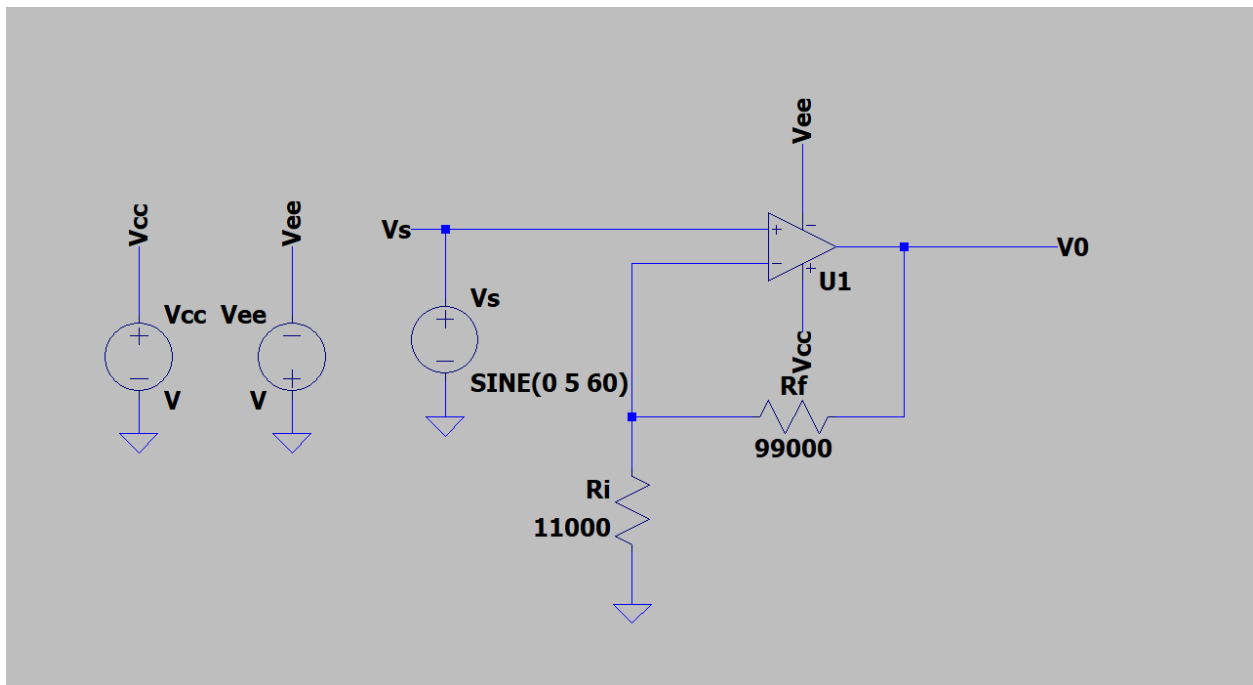 Vcc
Vee
Vcc
Vee
V
V
Vs
Vs
SINE(0 5 60)
Vee
+
−
−
+
U1
V0
Vcc
Rf
99000
Ri
11000